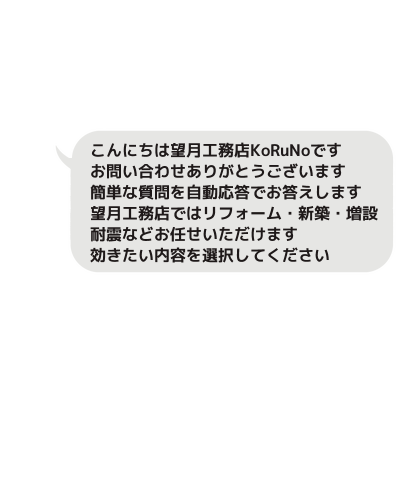 こんにちは望月工務店KoRuNoです
お問い合わせありがとうございます
簡単な質問を自動応答でお答えします
望月工務店ではリフォーム・新築・増設
耐震などお任せいただけます
効きたい内容を選択してください